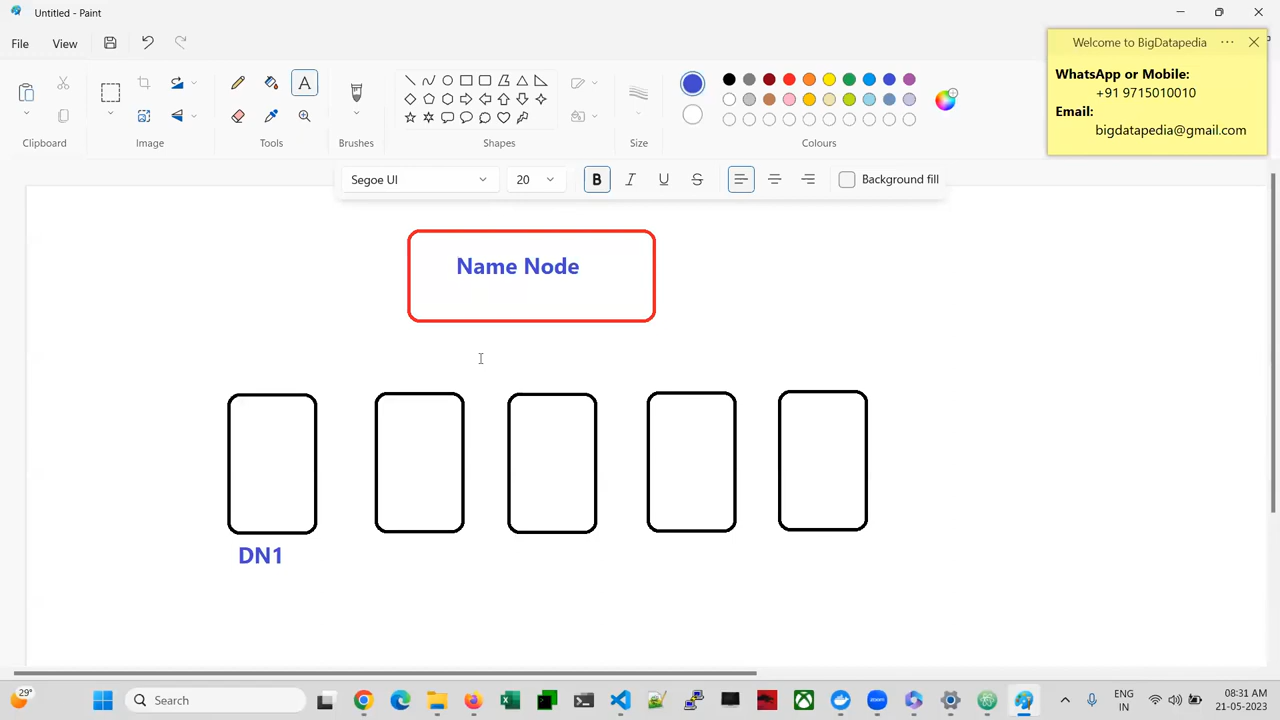 Untitled - Paint
File
View
Welcome to BigDatapedia
WhatsApp or Mobile:
+91 9715010010
Email:
bigdatapedia@gmail.com
A
Clipboard
Image
Tools
Brushes
Shapes
Size
Colours
Segoe UI
20
B
I
U
S
Background fill
Name Node
DN1
29°
Search
ENG
IN
08:31 AM
21-05-2023